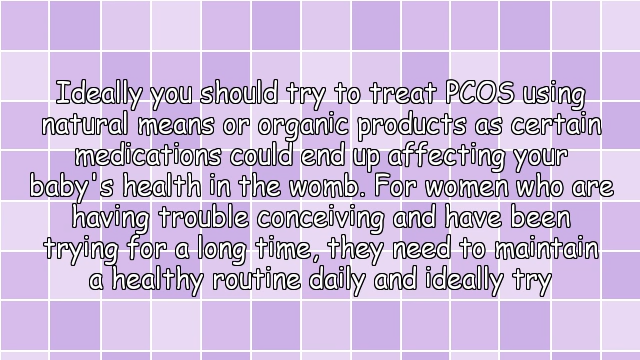 Ideally you should try to treat PCOS using
natural means or organic products as certain
medications could end up affecting your
baby's health in the womb. For women who are
having trouble conceiving and have been
trying for a long time, they need to maintain
a healthy routine daily and ideally try